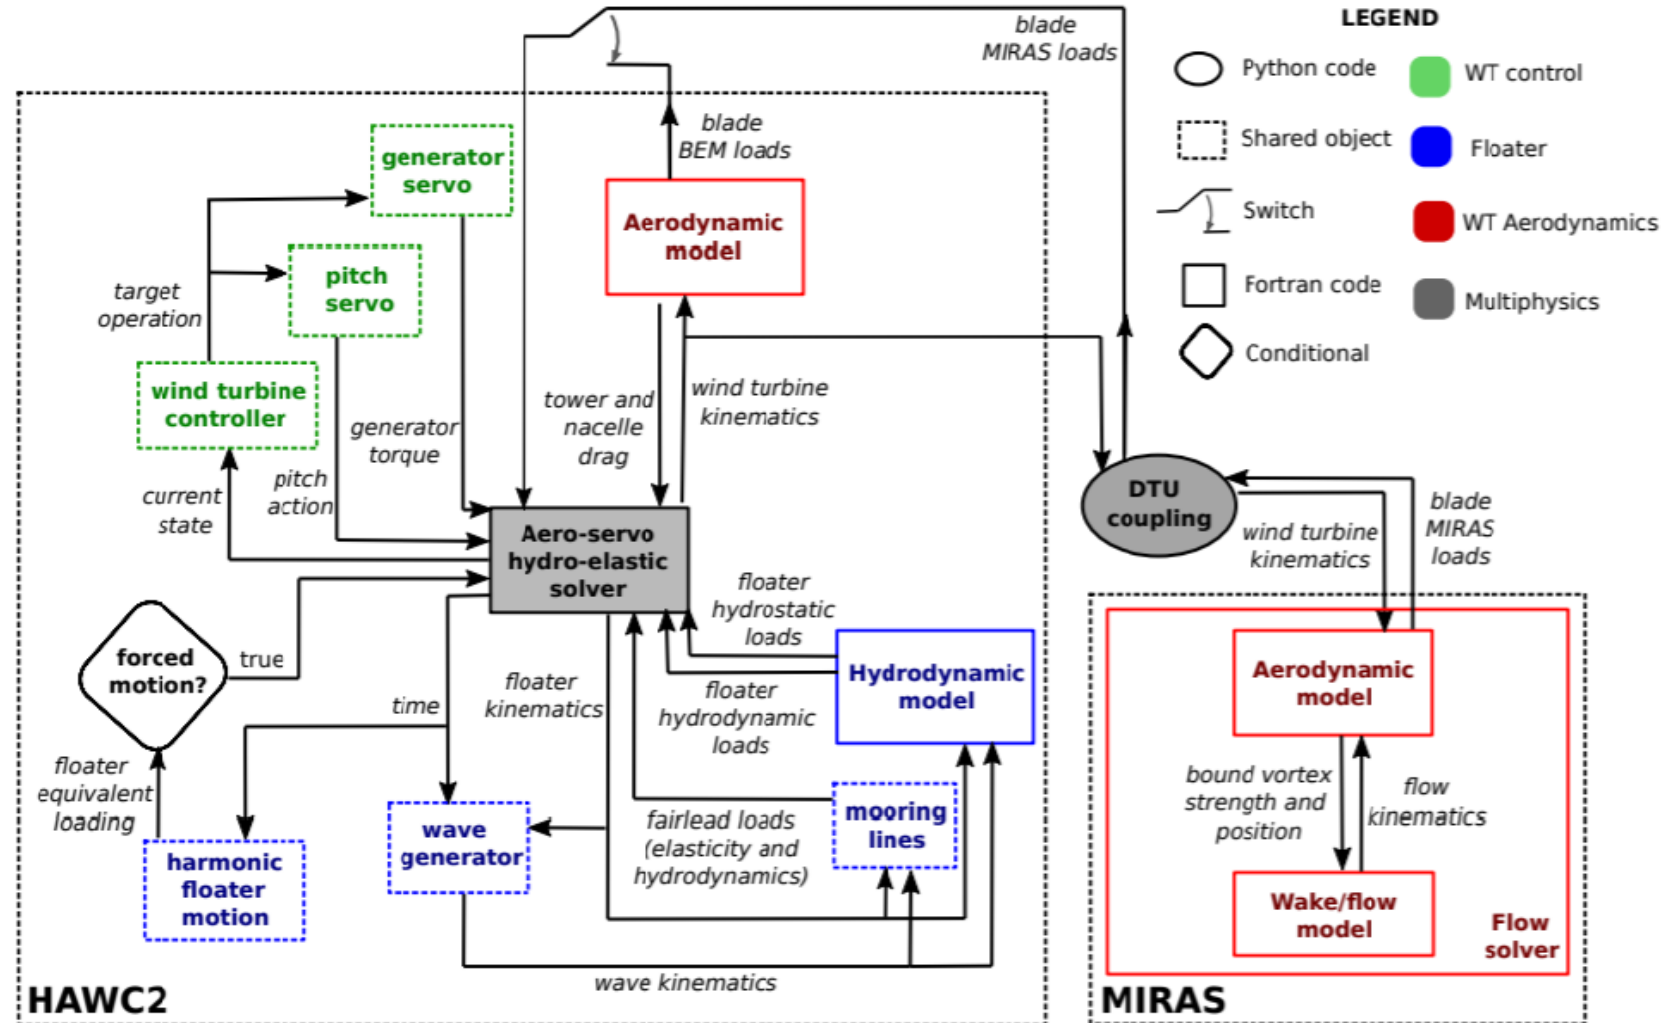 blade
MIRAS loads
LEGEND
Python code
WT control
Shared object
Floater
Switch
WT Aerodynamics
Fortran code
Multiphysics
Conditional
blade
BEM loads
generator
servo
Aerodynamic
model
pitch
servo
target
operation
wind turbine
controller
generator
torque
tower and
nacelle
drag
wind turbine
kinematics
current
state
pitch
action
DTU
coupling
blade
MIRAS
loads
wind turbine
kinematics
Aero-servo
hydro-elastic
solver
floater
hydrostatic
loads
forced
motion?
true
time
floater
kinematics
floater
hydrodynamic
loads
Hydrodynamic
model
Aerodynamic
model
floater
equivalent
loading
bound vortex
strength and
position
flow
kinematics
wave
generator
fairlead loads
(elasticity and
hydrodynamics)
mooring
lines
harmonic
floater
motion
Wake/flow
model
Flow
solver
wave kinematics
HAWC2
MIRAS